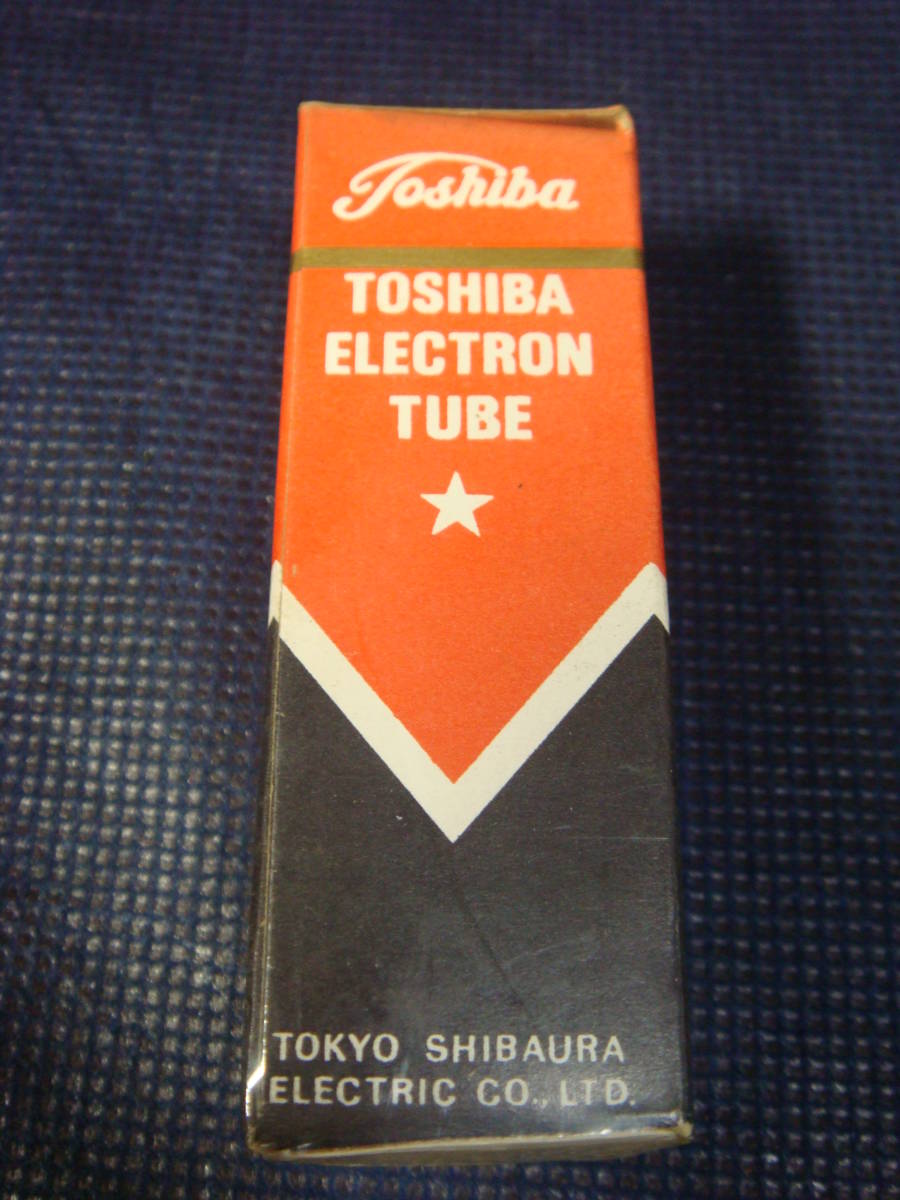 Toshiba
TOSHIBA
ELECTRON
TUBE
TOKYO SHIBAURA
ELECTRIC CO., LTD.